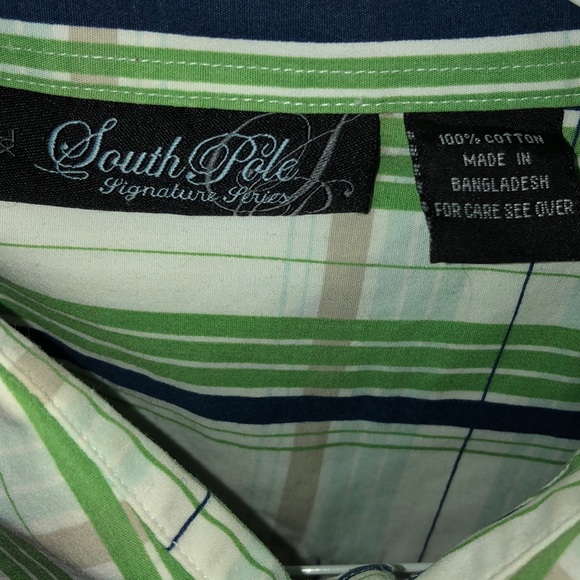 South Pole
Signature Series
100% COTTON
MADE IN
BANGLADESH
FOR CARE SEE OVER